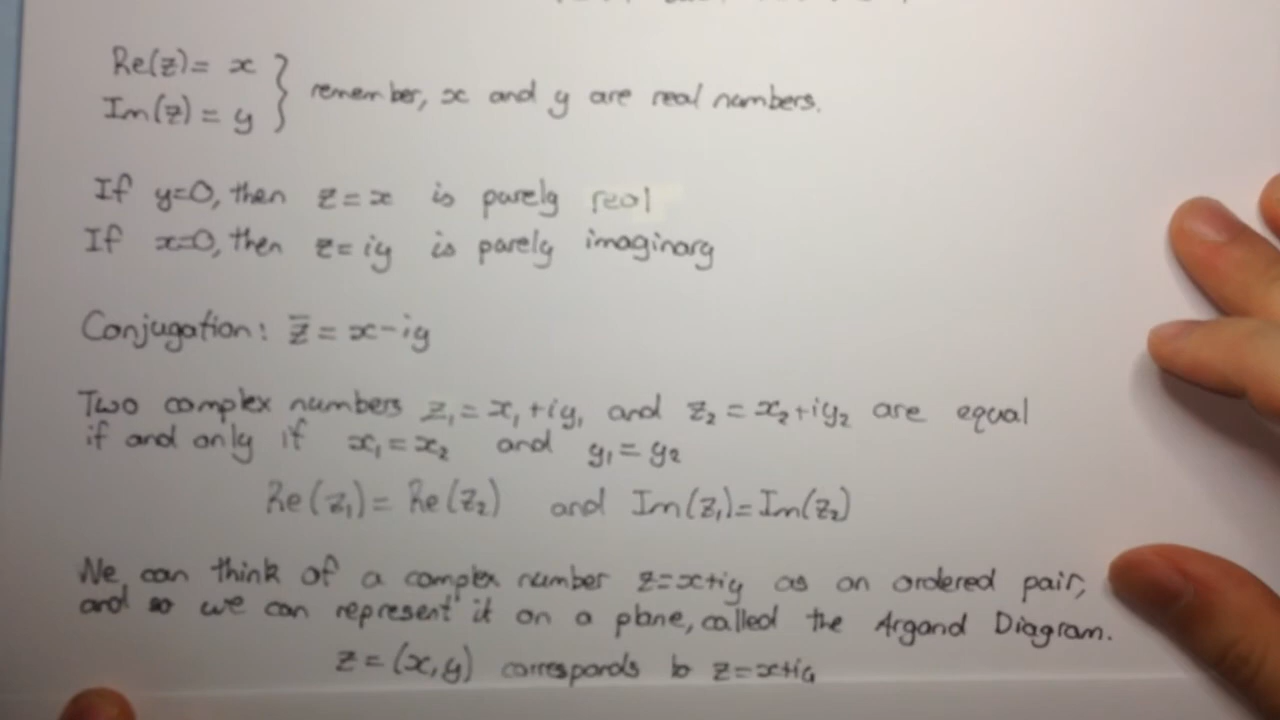 Re(z) = x
Im(z) = y } remember, x and y are real numbers.
If y=0, then z = x is purely real
If x=0, then z = iy is purely imaginary
Conjugation: z̅ = x - iy
Two complex numbers z₁ = x₁ + iy₁ and z₂ = x₂ + iy₂ are equal
if and only if x₁ = x₂ and y₁ = y₂
Re(z₁) = Re(z₂) and Im(z₁) = Im(z₂)
We can think of a complex number z = x+iy as an ordered pair,
and so we can represent it on a plane, called the Argand Diagram.
z = (x,y) corresponds to z = x+iy